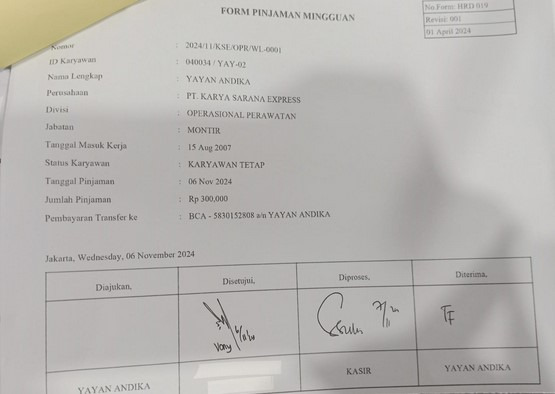 FORM PINJAMAN MINGGUAN
No.Form: HRD 019
Revisi: 001
01 April 2024
Nomor : 2024/11/KSE/OPR/WL-0001
ID Karyawan : 040034 / YAY-02
Nama Lengkap : YAYAN ANDIKA
Perusahaan : PT. KARYA SARANA EXPRESS
Divisi : OPERASIONAL PERAWATAN
Jabatan : MONTIR
Tanggal Masuk Kerja : 15 Aug 2007
Status Karyawan : KARYAWAN TETAP
Tanggal Pinjaman : 06 Nov 2024
Jumlah Pinjaman : Rp 300,000
Pembayaran Transfer ke : BCA - 5830152808 a/n YAYAN ANDIKA
Jakarta, Wednesday, 06 November 2024
Diajukan, Disetujui, Diproses, Diterima,
Vony TF
YAYAN ANDIKA KASIR YAYAN ANDIKA